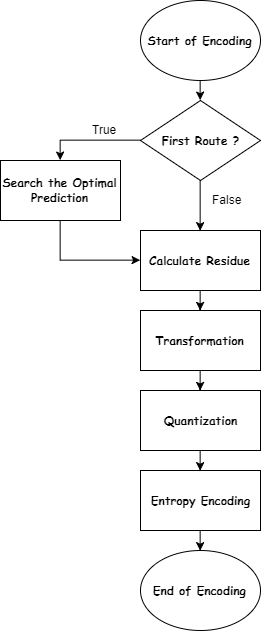 Start of Encoding
First Route ?
True
False
Search the Optimal
Prediction
Calculate Residue
Transformation
Quantization
Entropy Encoding
End of Encoding